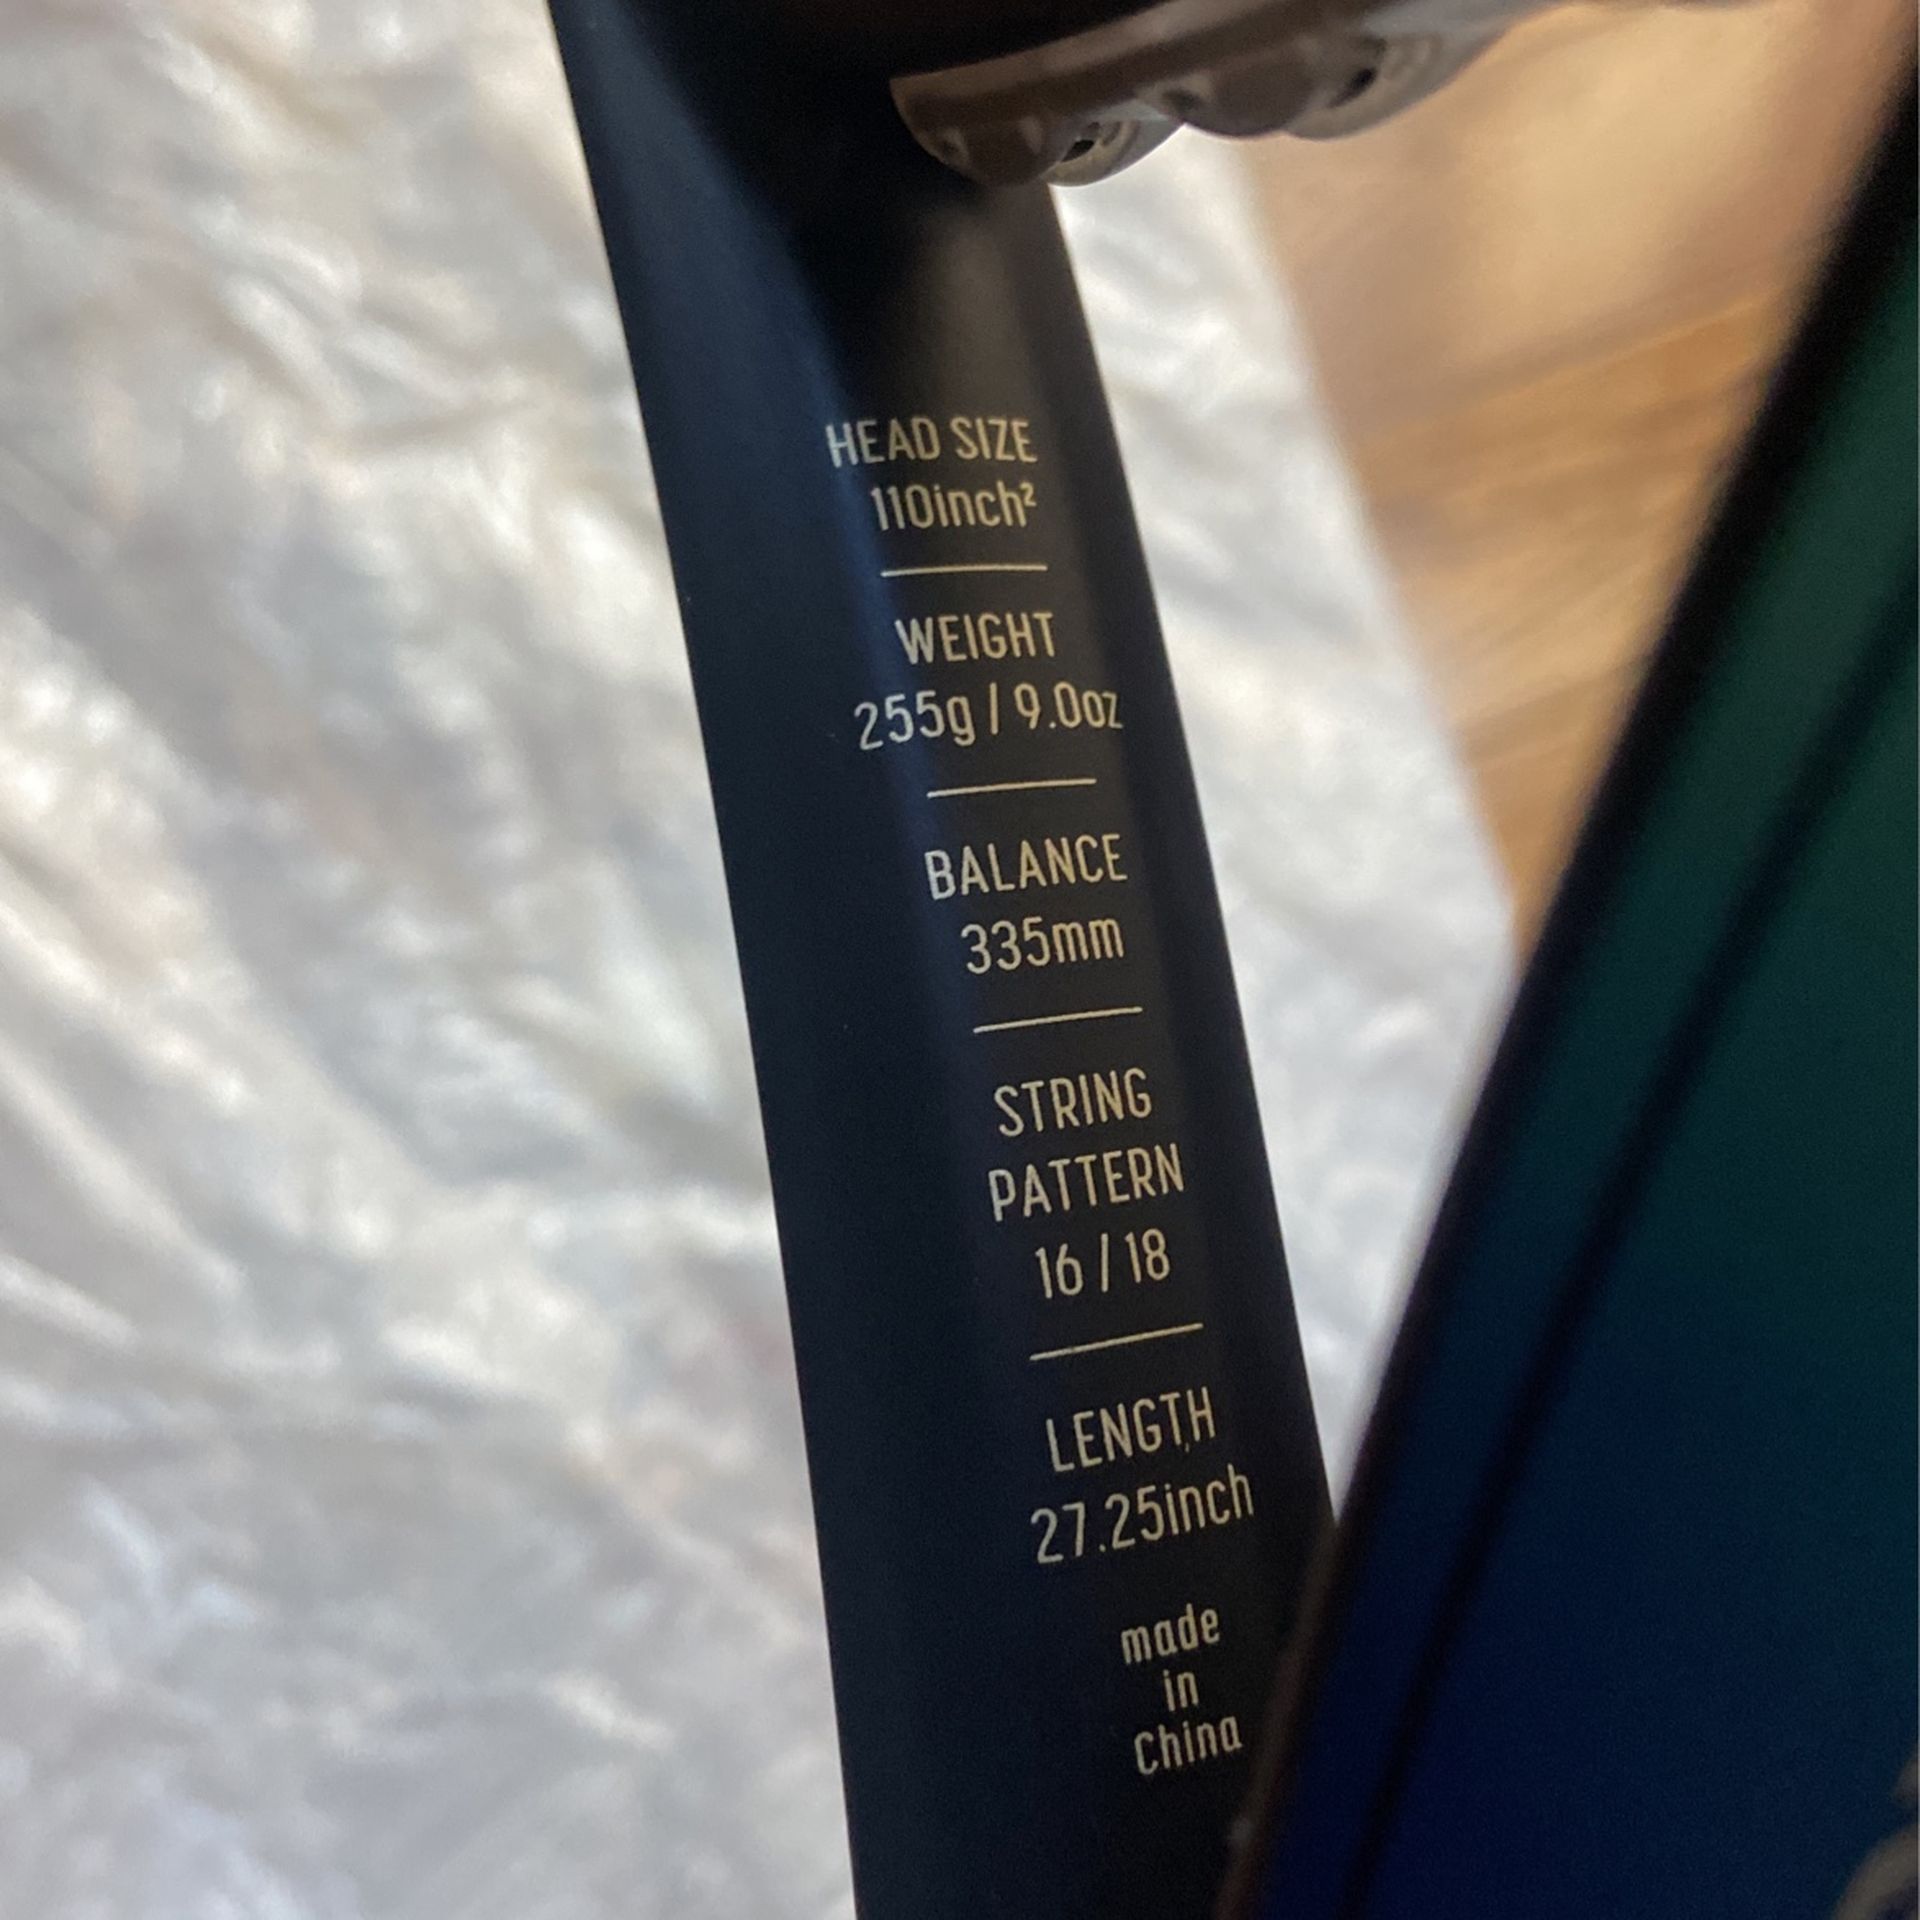 HEAD SIZE
110inch²
WEIGHT
255g / 9.0oz
BALANCE
335mm
STRING
PATTERN
16 / 18
LENGTH
27.25inch
made
in
China